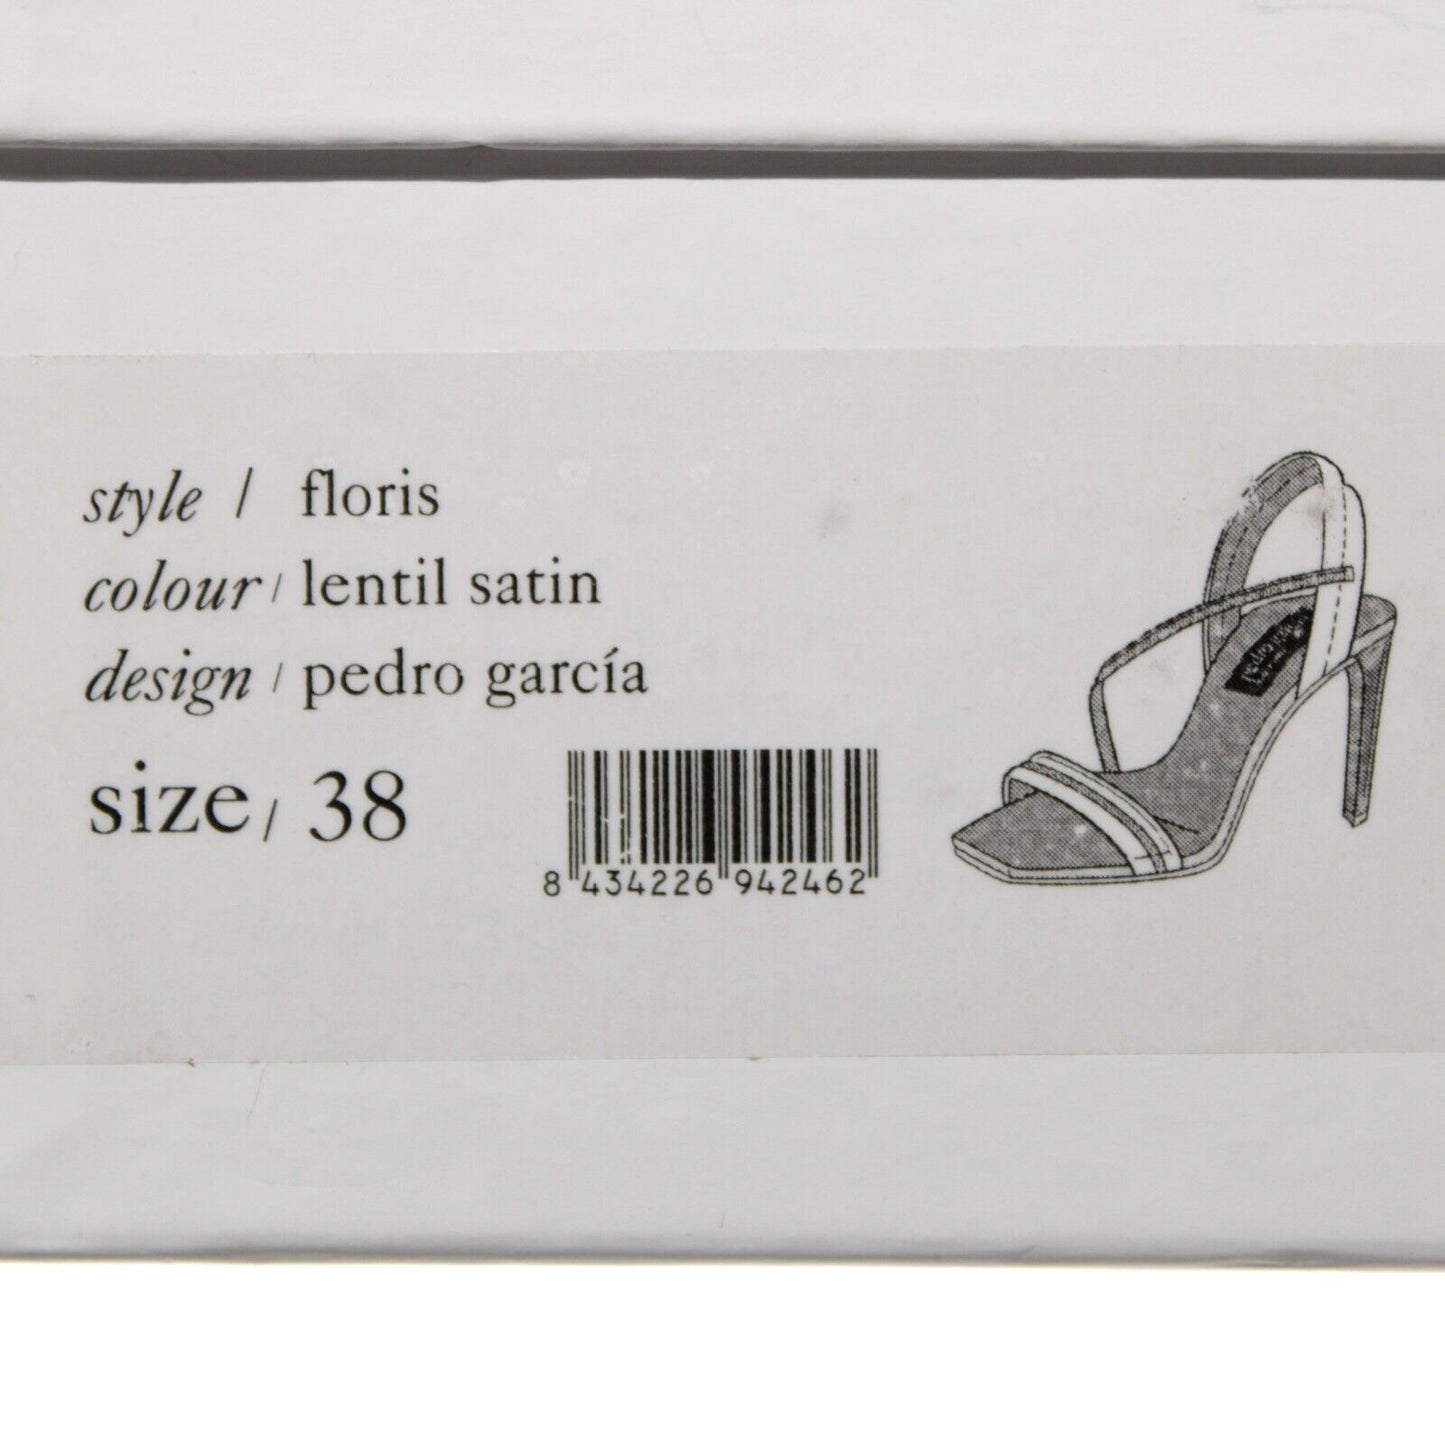 style / floris
colour / lentil satin
design / pedro garcía
size / 38
8 434226 942462